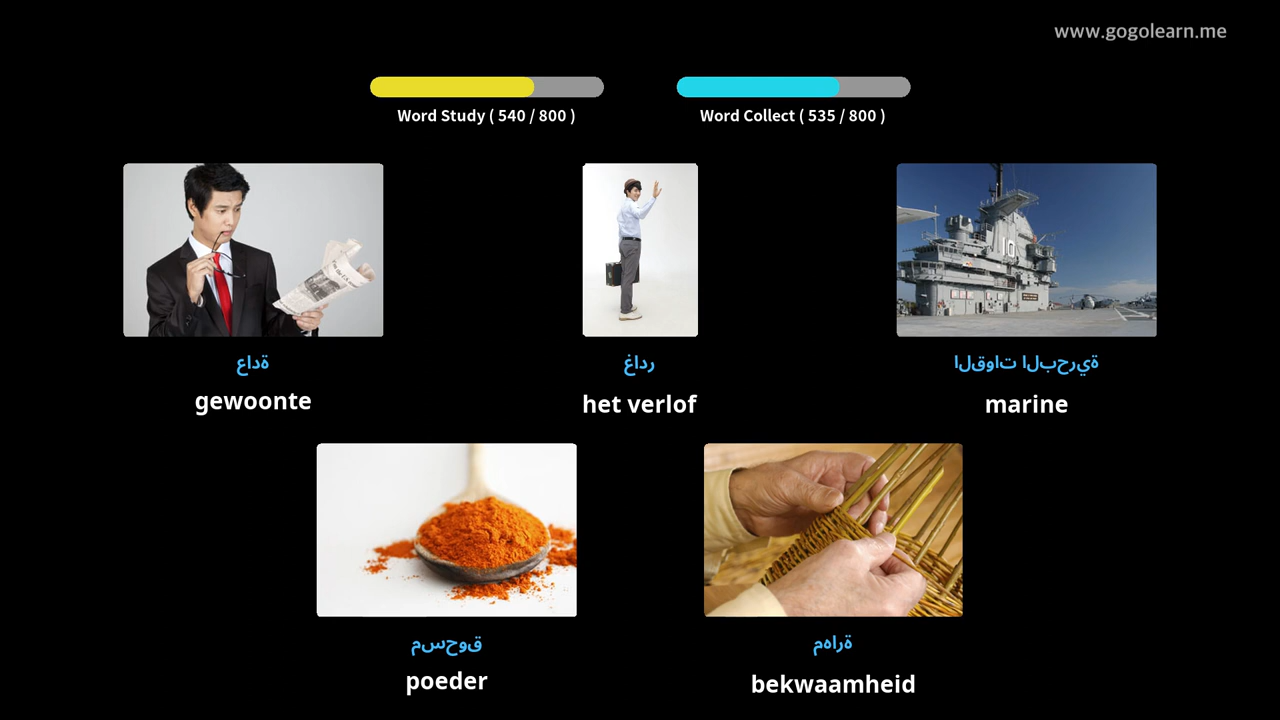 www.gogolearn.me
Word Study ( 540 / 800 )
Word Collect ( 535 / 800 )
عادة
غادر
القوات البحرية
gewoonte
het verlof
marine
مسحوق
مهارة
poeder
bekwaamheid